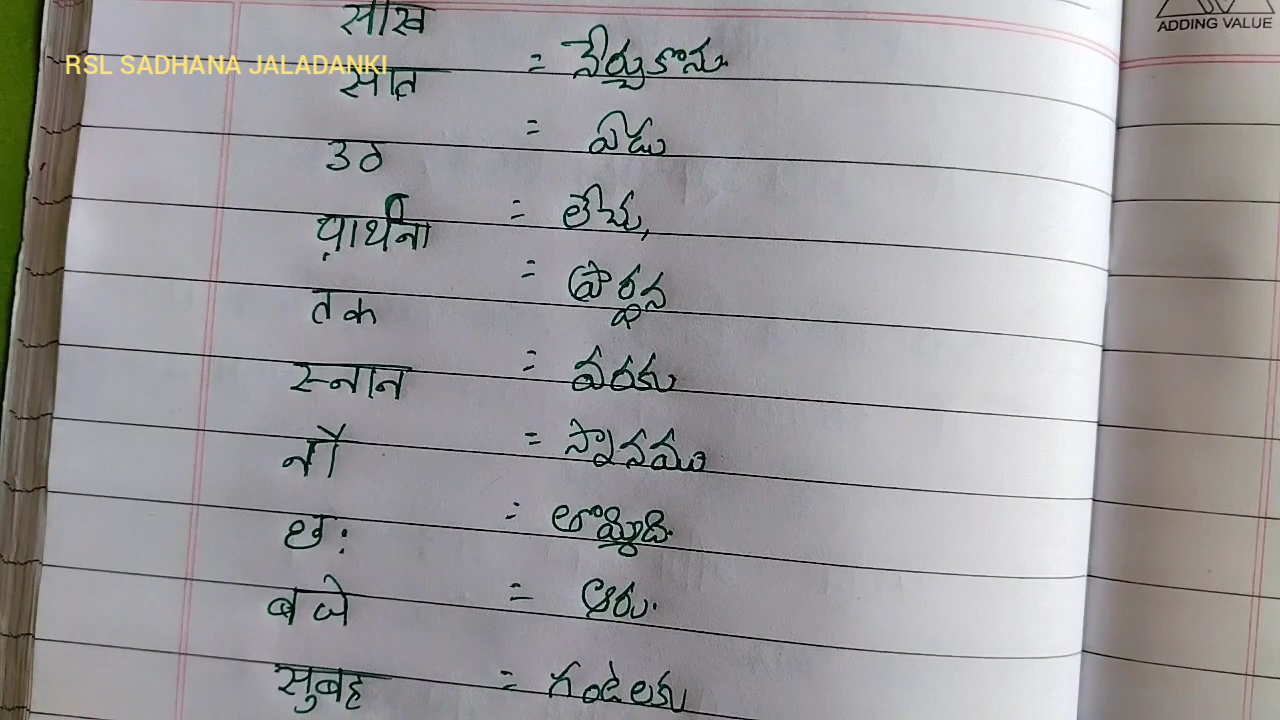 ADDING VALUE
सीख
RSL SADHANA JALADANKI
= నేర్చుకొను
सात
= ఏడు
उठ
= లేచు,
प्रार्थना
= ప్రార్థన
तक
= వరకు
स्नान
= స్నానము
नौ
= తొమ్మిది.
छः
= ఆరు.
बजे
= గంటలకు
सुबह